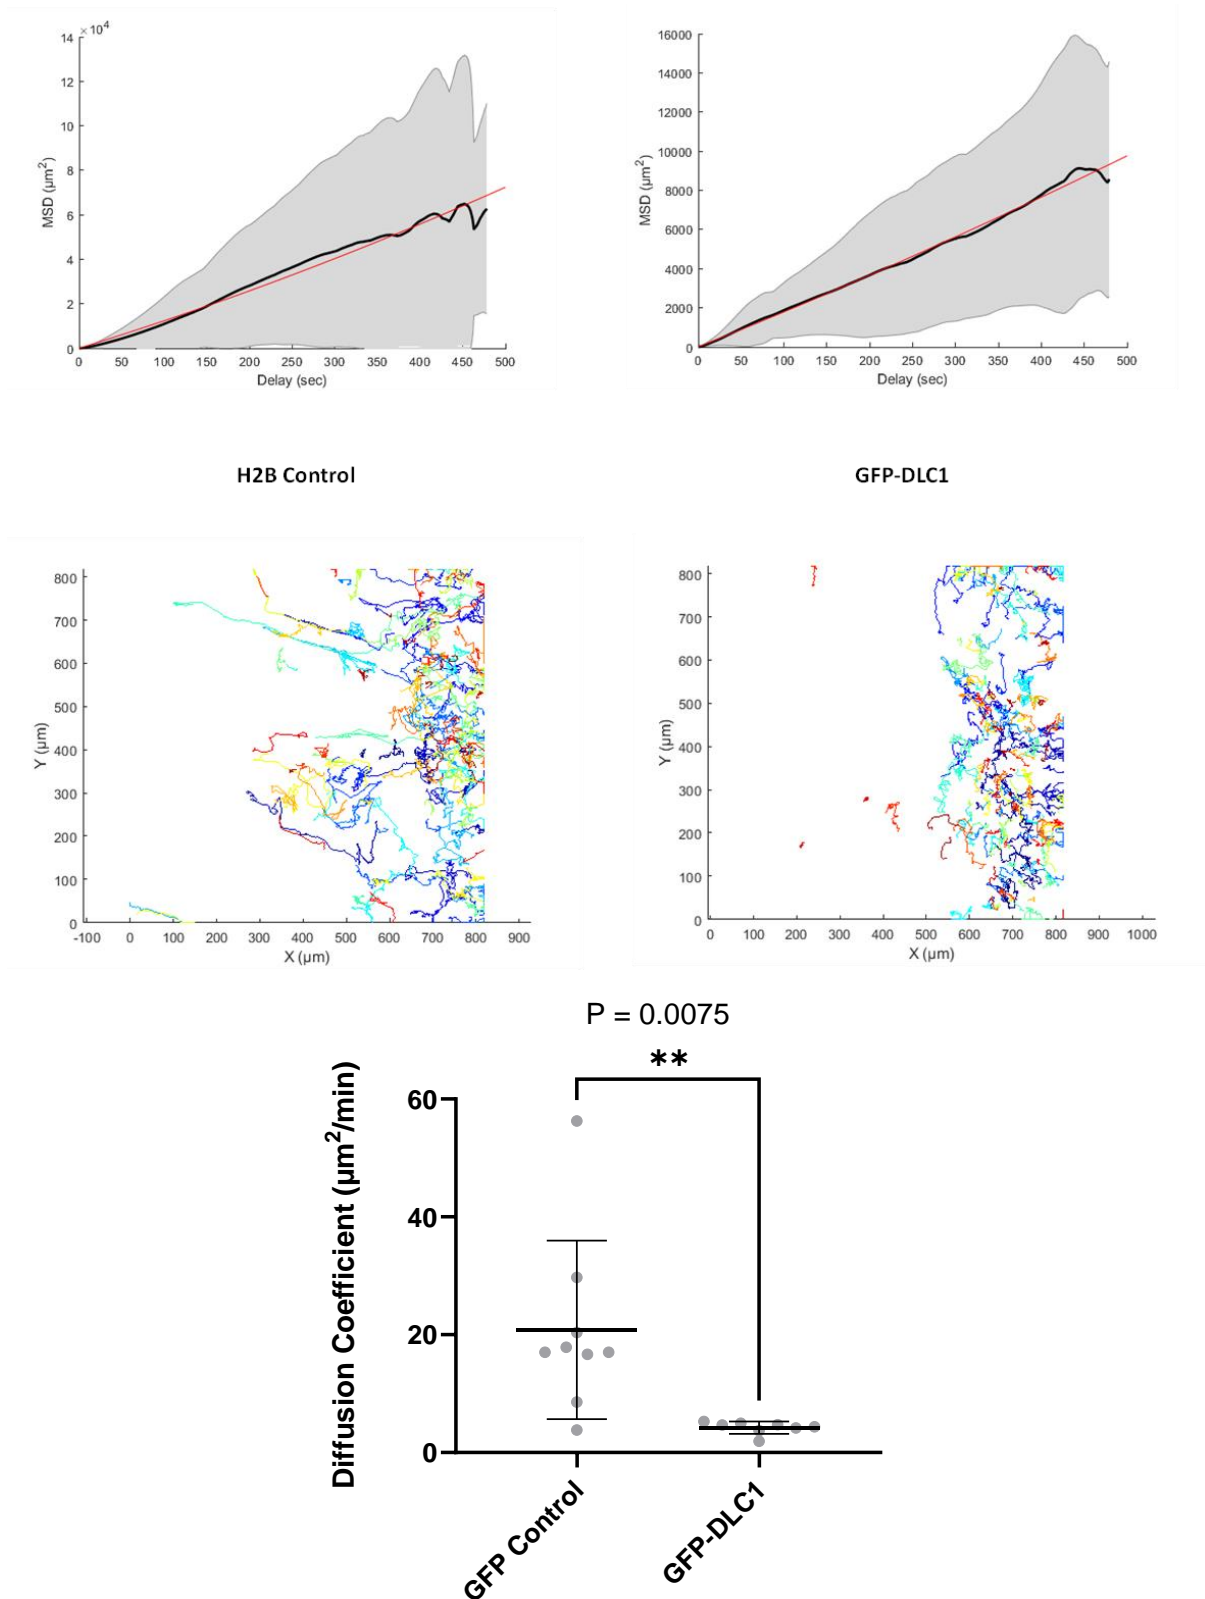 ×10⁴
14
12
10
8
6
4
2
0
MSD (µm²)
0 50 100 150 200 250 300 350 400 450 500
Delay (sec)
16000
14000
12000
10000
8000
6000
4000
2000
0
MSD (µm²)
0 50 100 150 200 250 300 350 400 450 500
Delay (sec)
H2B Control
GFP-DLC1
800
700
600
500
400
300
200
100
0
Y (µm)
-100 0 100 200 300 400 500 600 700 800 900
X (µm)
800
700
600
500
400
300
200
100
0
Y (µm)
0 100 200 300 400 500 600 700 800 900 1000
X (µm)
P = 0.0075
**
60
40
20
0
Diffusion Coefficient (µm²/min)
GFP Control
GFP-DLC1